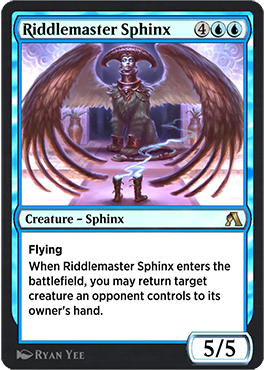 Riddlemaster Sphinx 4
Creature – Sphinx
Flying
When Riddlemaster Sphinx enters the
battlefield, you may return target
creature an opponent controls to its
owner's hand.
Ryan Yee
5/5